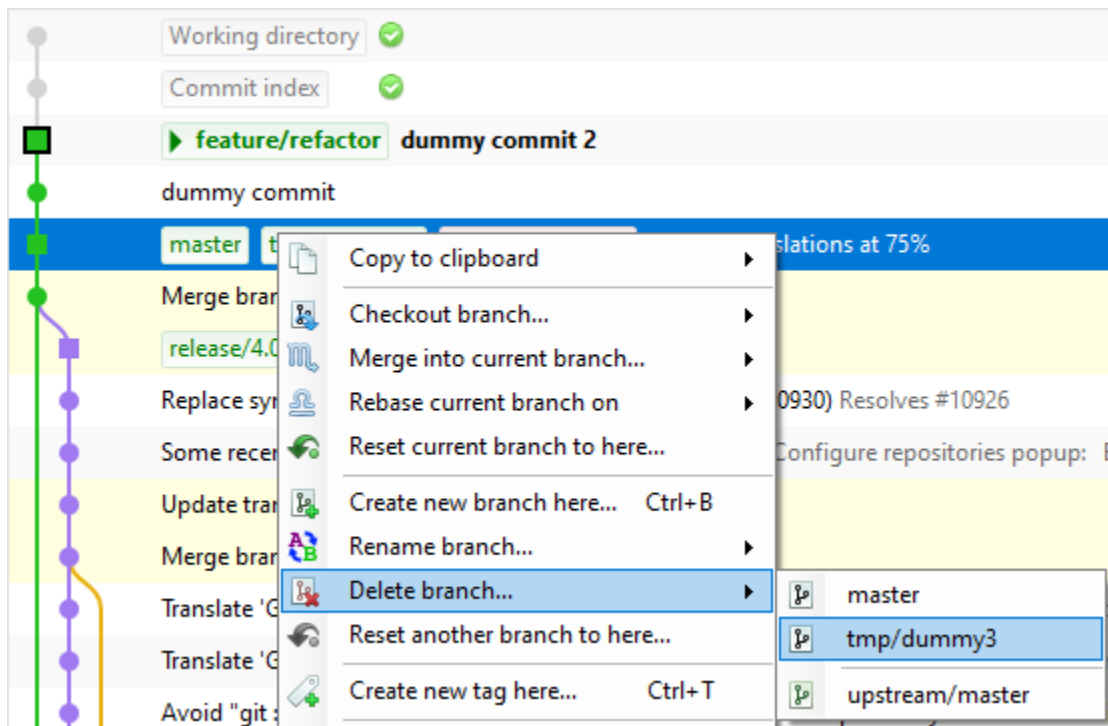 Working directory
Commit index
feature/refactor dummy commit 2
dummy commit
master slations at 75%
Copy to clipboard
Merge bran
Checkout branch...
release/4.0
Merge into current branch...
Replace syn Rebase current branch on 0930) Resolves #10926
Reset current branch to here...
Some recen Configure repositories popup:
Update tran Create new branch here... Ctrl+B
Merge bran Rename branch...
Delete branch... master
Translate 'G Reset another branch to here... tmp/dummy3
Translate 'G
Create new tag here... Ctrl+T upstream/master
Avoid "git